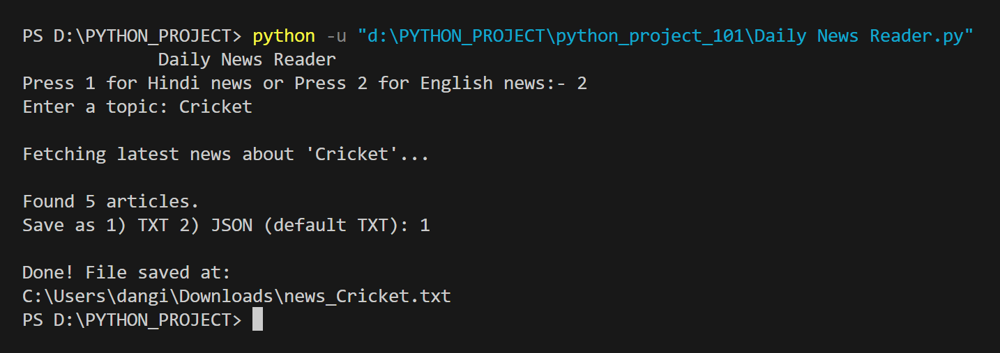 PS D:\PYTHON_PROJECT> python -u "d:\PYTHON_PROJECT\python_project_101\Daily News Reader.py"
Daily News Reader
Press 1 for Hindi news or Press 2 for English news:- 2
Enter a topic: Cricket
Fetching latest news about 'Cricket'...
Found 5 articles.
Save as 1) TXT 2) JSON (default TXT): 1
Done! File saved at:
C:\Users\dangi\Downloads\news_Cricket.txt
PS D:\PYTHON_PROJECT>